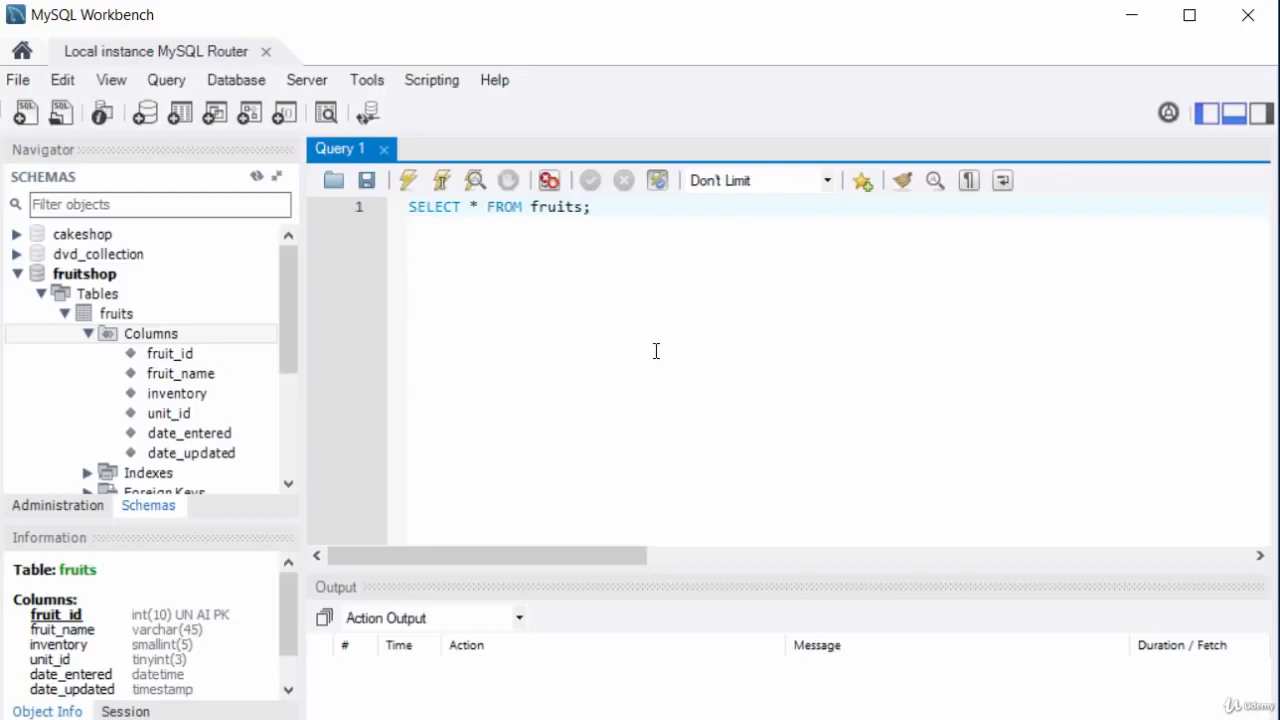 MySQL Workbench
Local instance MySQL Router
File Edit View Query Database Server Tools Scripting Help
Navigator
SCHEMAS
Filter objects
cakeshop
dvd_collection
fruitshop
Tables
fruits
Columns
fruit_id
fruit_name
inventory
unit_id
date_entered
date_updated
Indexes
Foreign Keys
Administration Schemas
Information
Table: fruits
Columns:
fruit_id int(10) UN AI PK
fruit_name varchar(45)
inventory smallint(5)
unit_id tinyint(3)
date_entered datetime
date_updated timestamp
Object Info Session
Query 1
Don't Limit
1 SELECT * FROM fruits;
Output
Action Output
# Time Action Message Duration / Fetch
Udemy